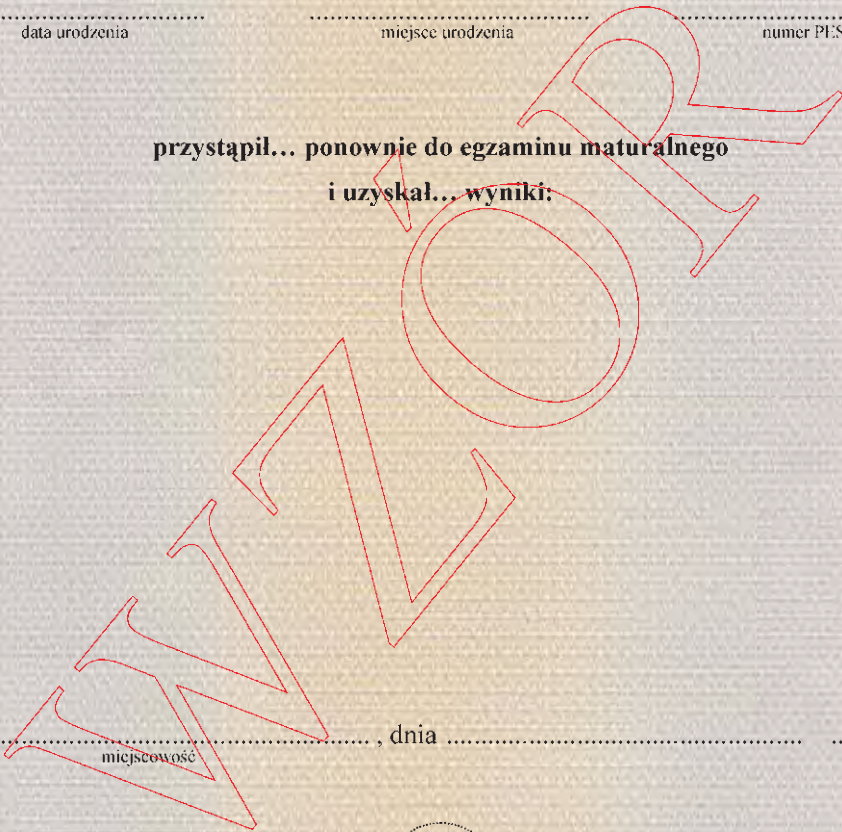 data urodzenia miejsce urodzenia numer PES
przystąpił... ponownie do egzaminu maturalnego
i uzyskał... wyniki:
WZÓR
, dnia
miejscowość